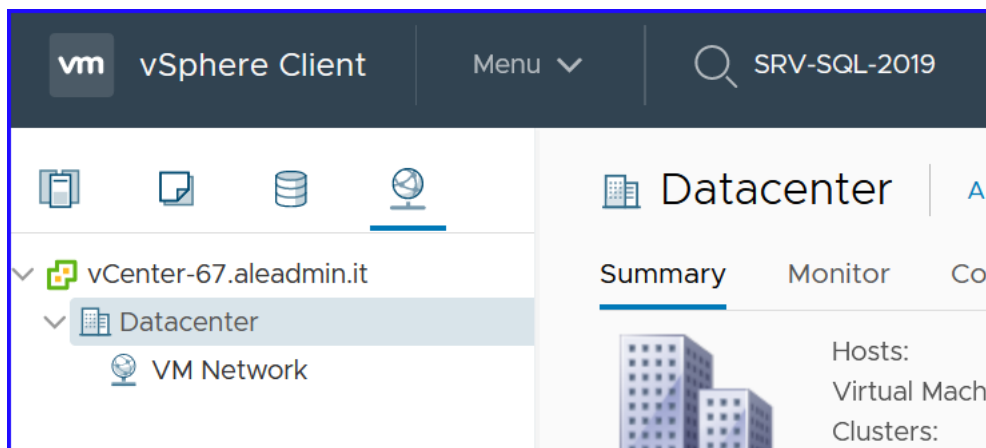 vm vSphere Client Menu SRV-SQL-2019
Datacenter
vCenter-67.aleadmin.it
Datacenter
VM Network
Summary Monitor
Hosts:
Clusters: